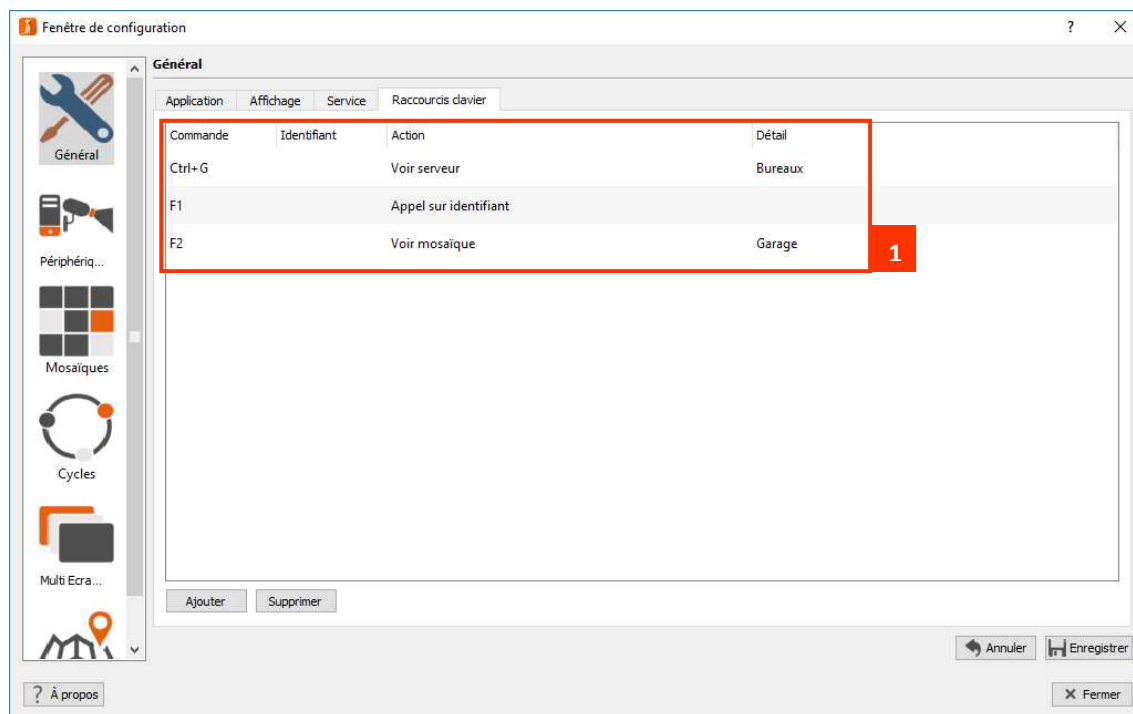 Fenêtre de configuration
?
Général
Général
Application Affichage Service Raccourcis clavier
Commande Identifiant Action Détail
Ctrl+G Voir serveur Bureaux
F1 Appel sur identifiant
F2 Voir mosaïque Garage
1
Périphériq...
Mosaïques
Cycles
Multi Ecra...
Ajouter Supprimer
Annuler Enregistrer
? À propos
Fermer